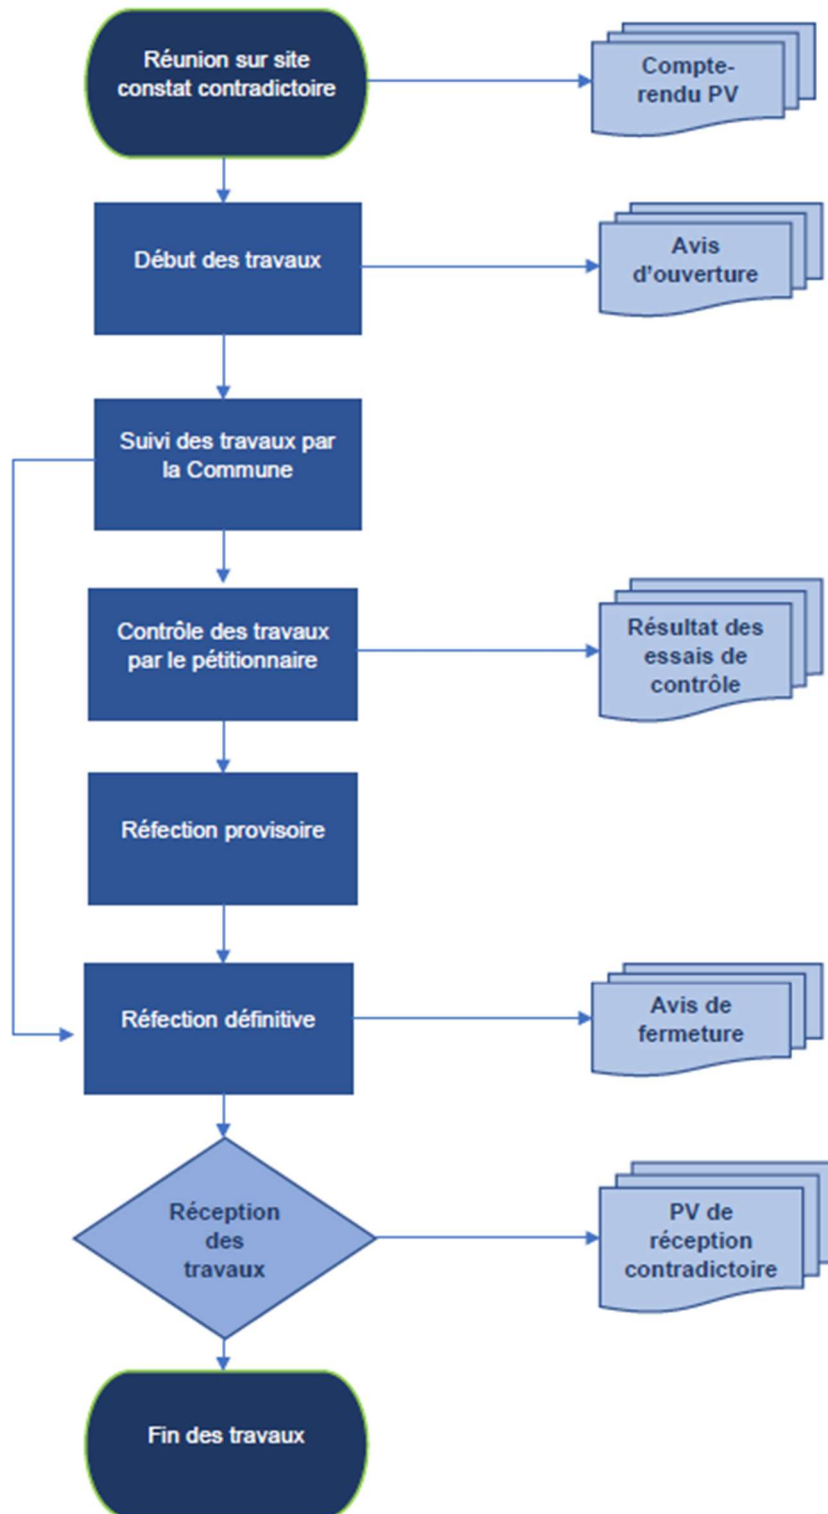 Réunion sur site
constat contradictoire
Compte-
rendu PV
Début des travaux
Avis
d'ouverture
Suivi des travaux par
la Commune
Contrôle des travaux
par le pétitionnaire
Résultat des
essais de
contrôle
Réfection provisoire
Réfection définitive
Avis de
fermeture
Réception
des
travaux
PV de
réception
contradictoire
Fin des travaux